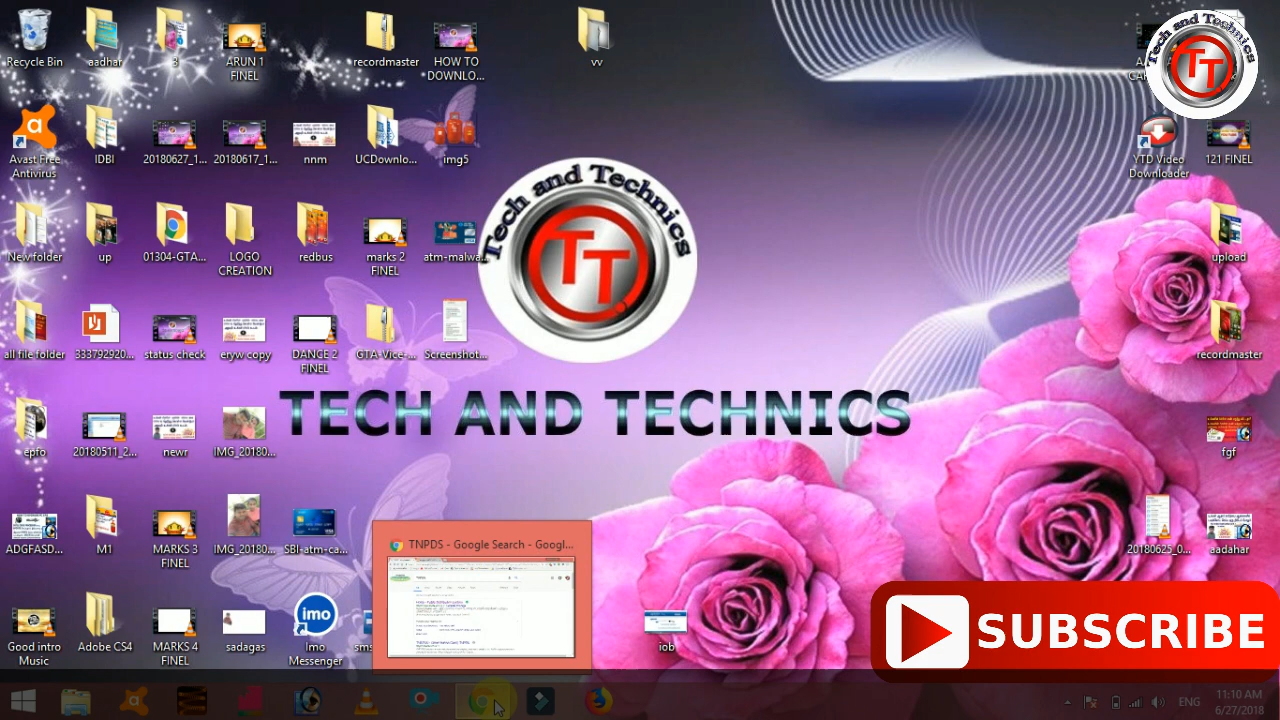 Recycle Bin
aadhar
3
ARUN 1
FINEL
recordmaster
HOW TO
DOWNLO...
vv
Tech and Technics
TT
Avast Free
Antivirus
IDBI
20180627_1...
20180617_1...
nnm
UCDownlo...
img5
YTD Video
Downloader
121 FINEL
Tech and Technics
TT
New folder
up
01304-GTA...
LOGO
CREATION
redbus
marks 2
FINEL
atm-malwa...
upload
all file folder
333792920...
status check
eryw copy
DANCE 2
FINEL
GTA-Vice-...
Screenshot...
recordmaster
TECH AND TECHNICS
epfo
20180511_2...
newr
IMG_20180...
fgf
ADGFASD...
M1
MARKS 3
FINEL
IMG_20180...
SBI-atm-ca...
TNPDS - Google Search - Googl...
20180625_0...
aadahar
Good intro
Music
Adobe CS4
MARKS 4
FINEL
sadagas
imo
Imo
Messenger
iob
SUBSCRIBE
ENG
11:10 AM
6/27/2018